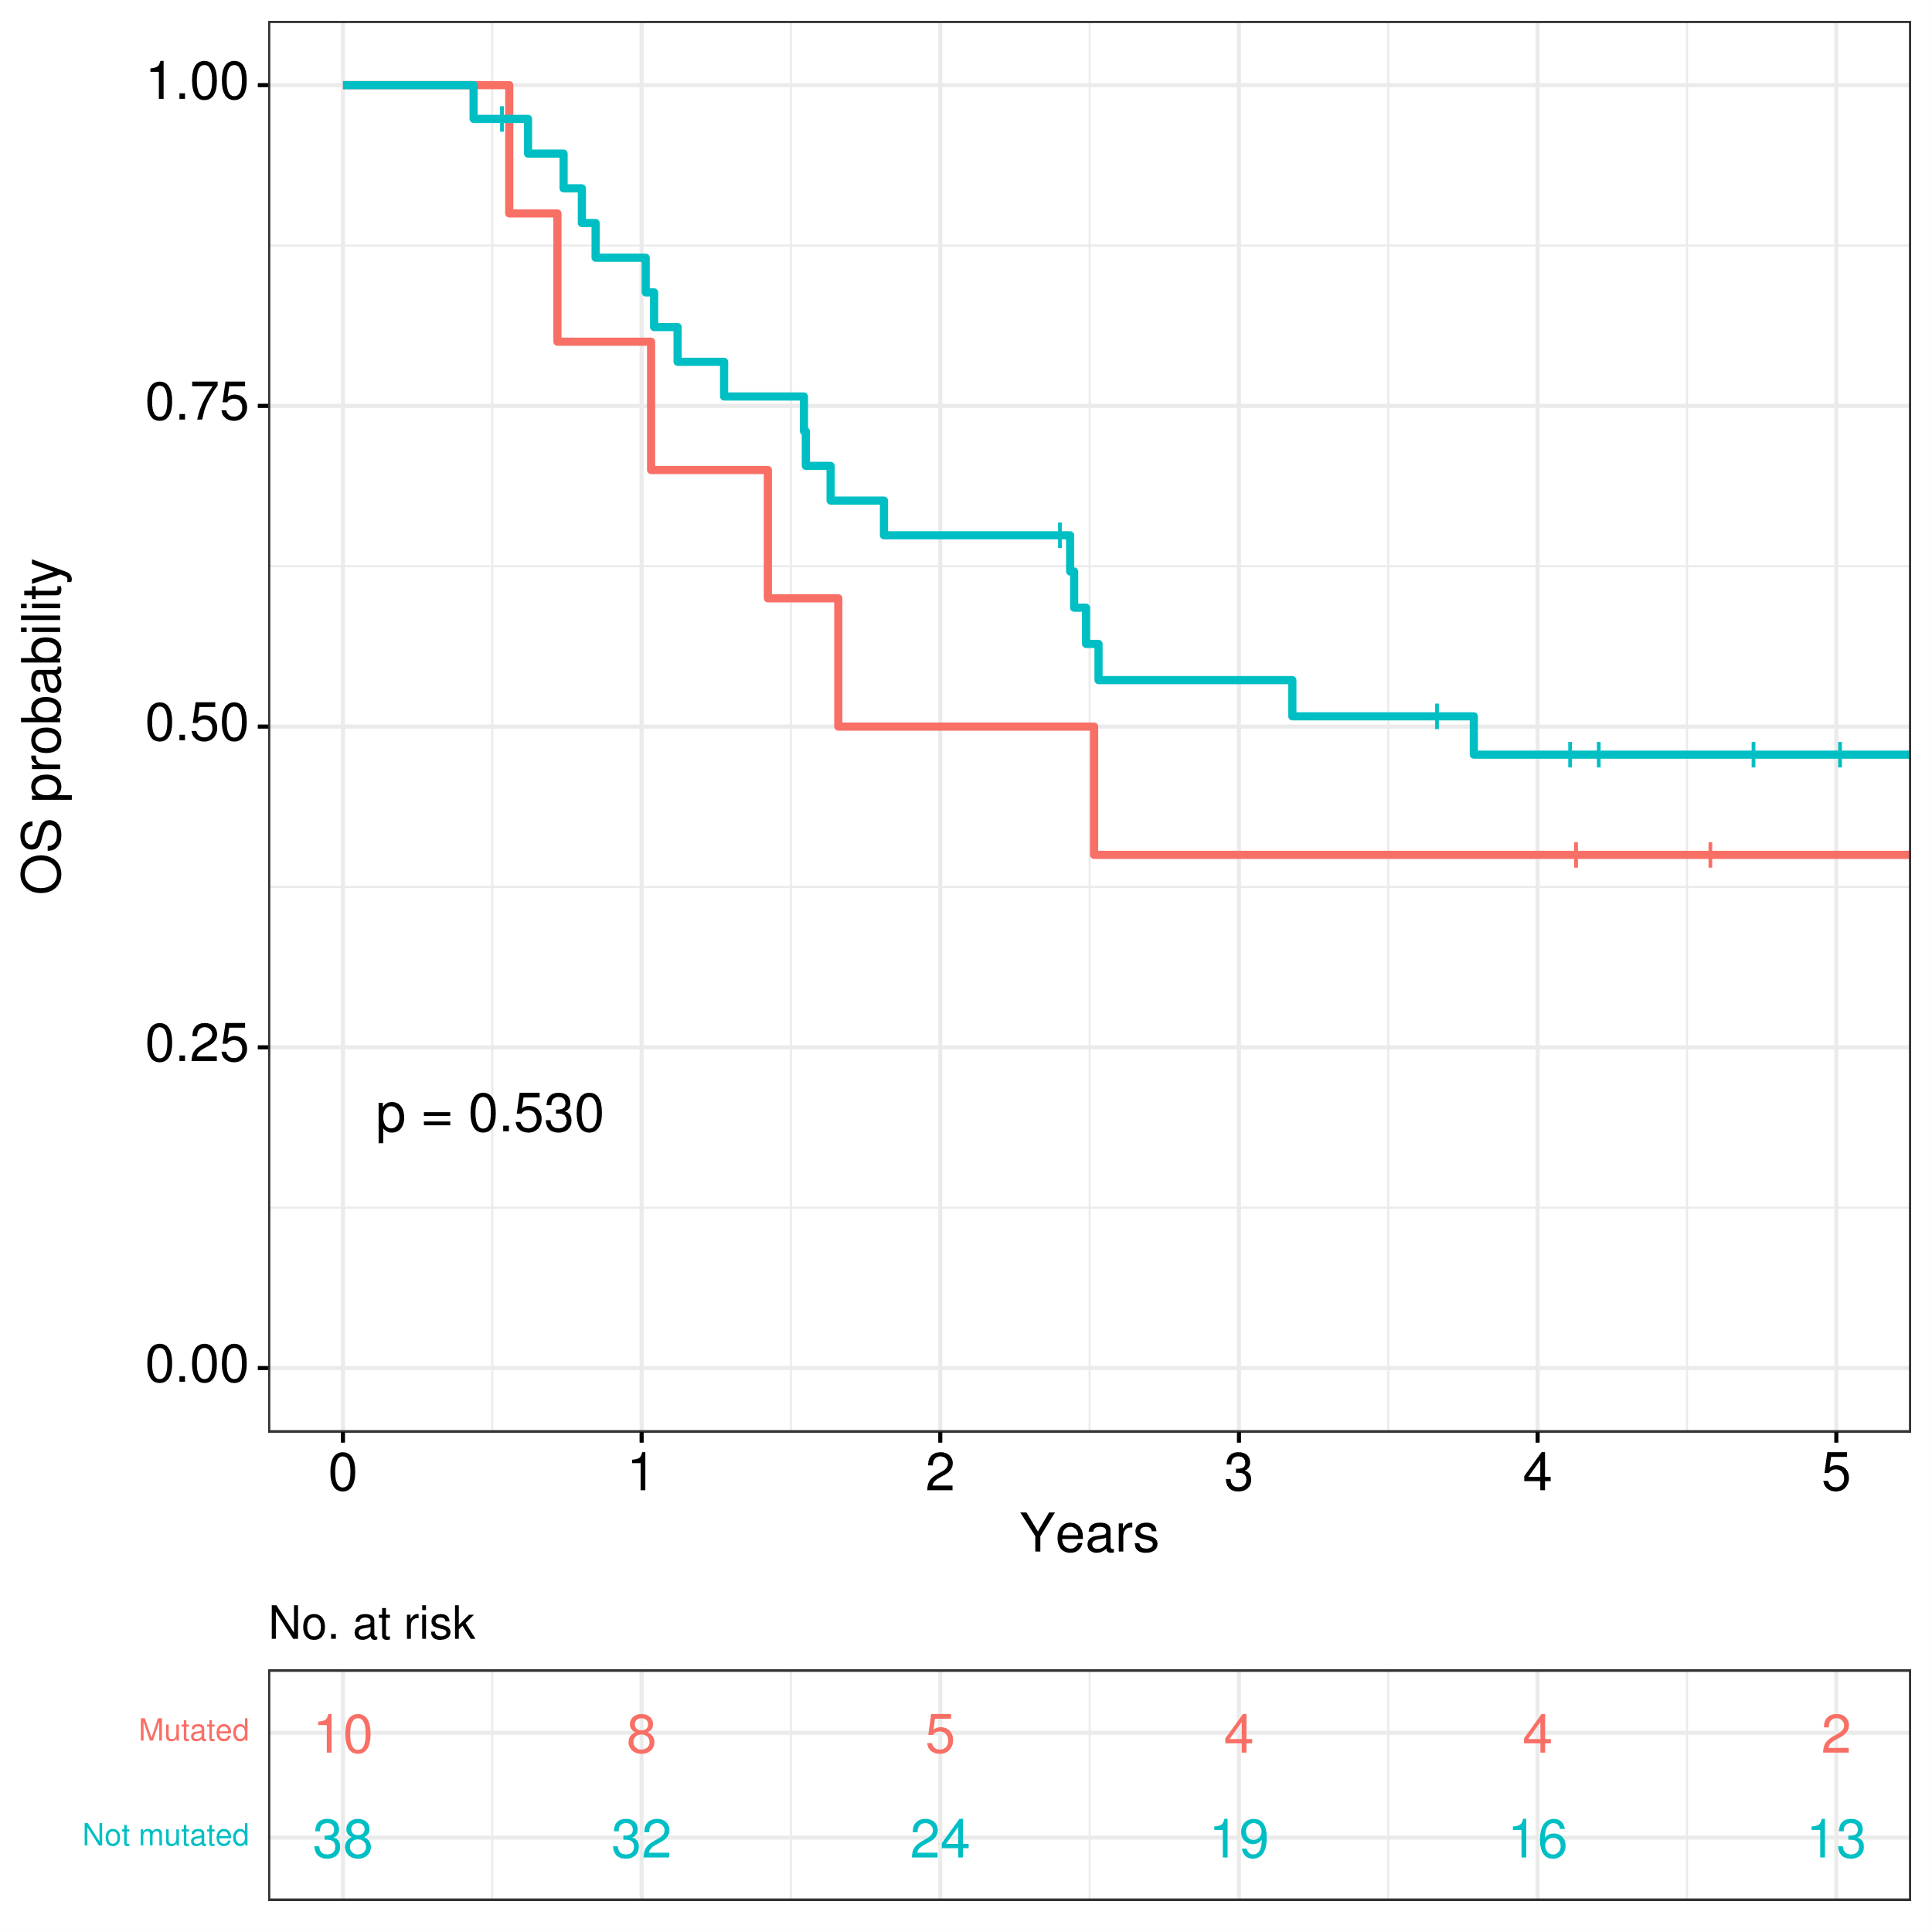 OS probability
1.00
0.75
0.50
0.25
0.00
p = 0.530
0 1 2 3 4 5
Years
No. at risk
Mutated 10 8 5 4 4 2
Not mutated 38 32 24 19 16 13